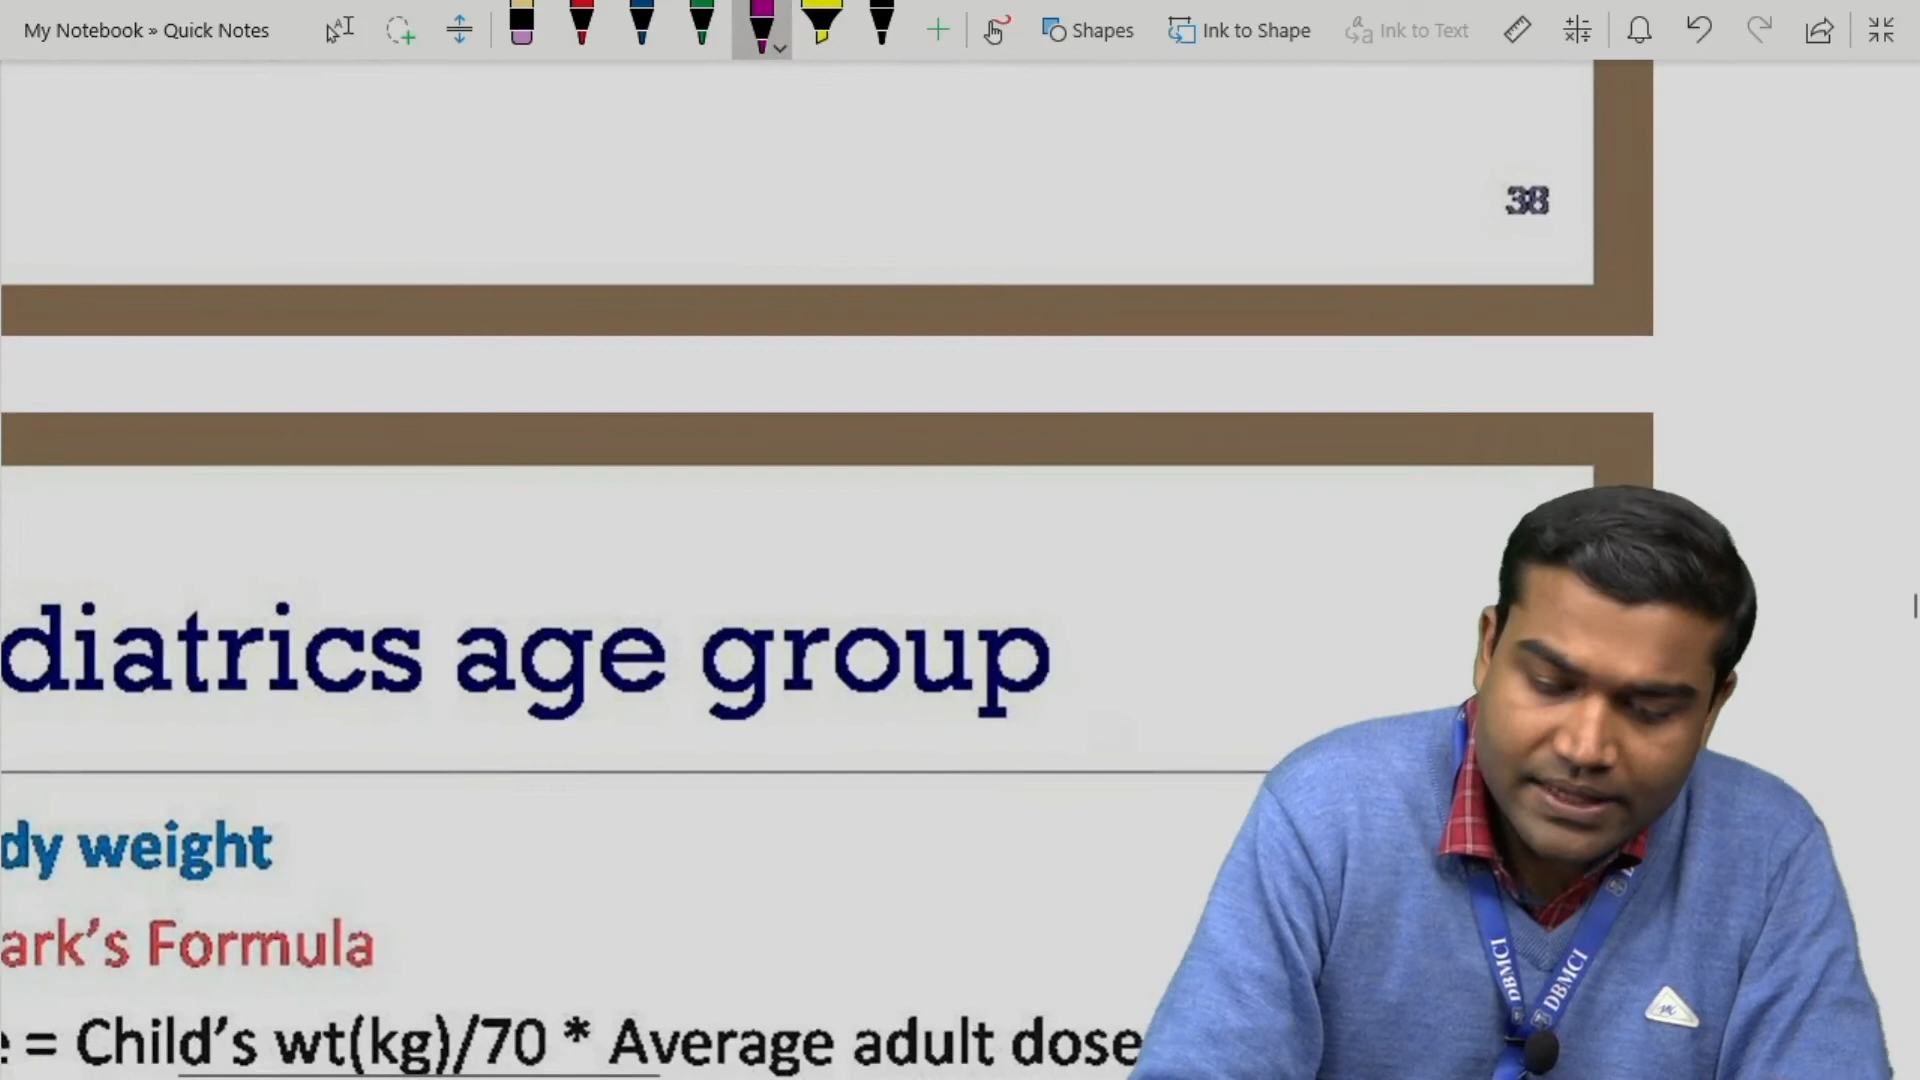 My Notebook » Quick Notes
Shapes
Ink to Shape
Ink to Text
38
diatrics age group
dy weight
ark's Formula
= Child's wt(kg)/70 * Average adult dose
DBMCI
DBMCI